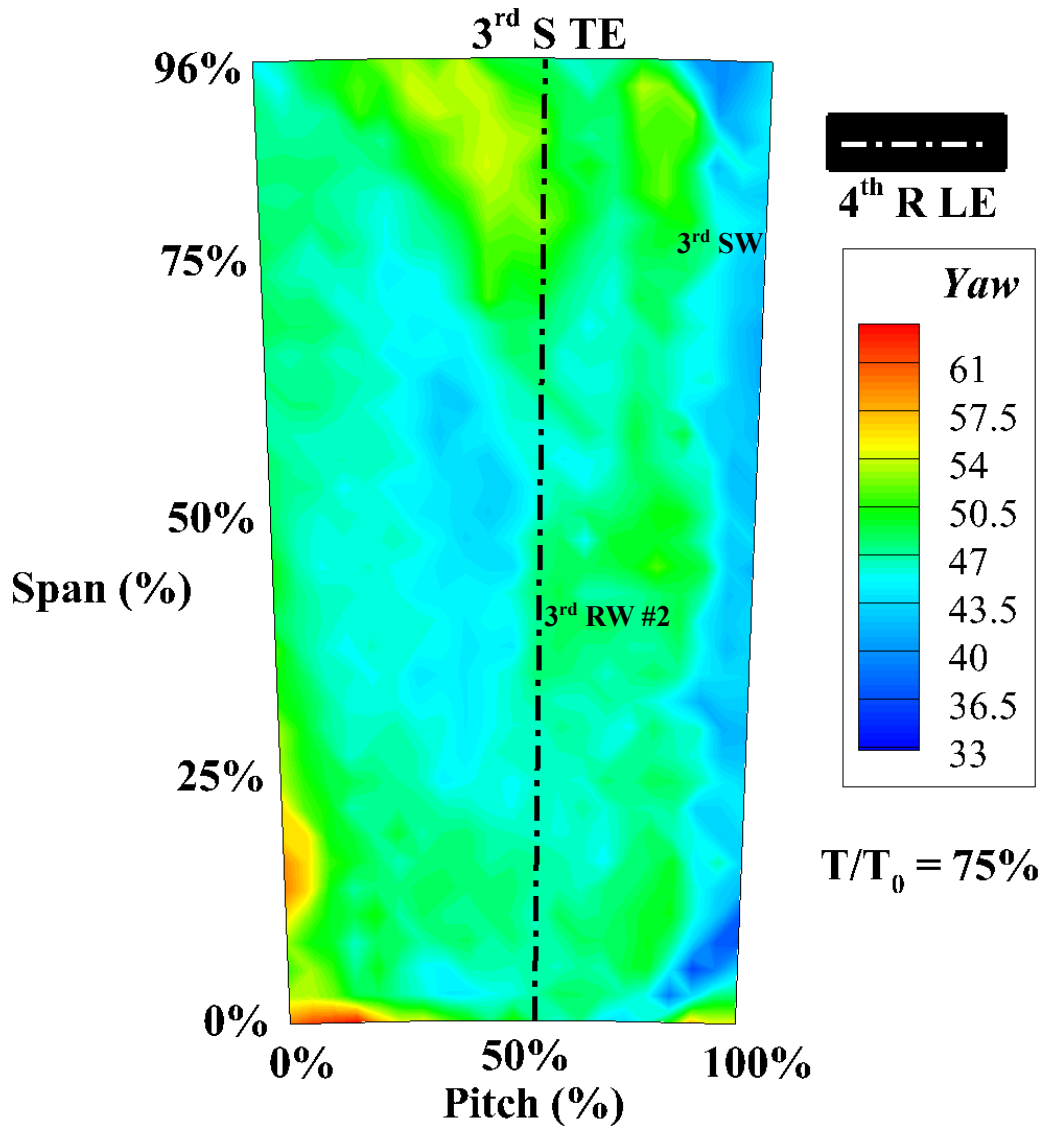 3rd S TE
96%
75%
50%
25%
0%
Span (%)
3rd SW
3rd RW #2
0%
50%
100%
Pitch (%)
4th R LE
Yaw
61
57.5
54
50.5
47
43.5
40
36.5
33
T/T0 = 75%